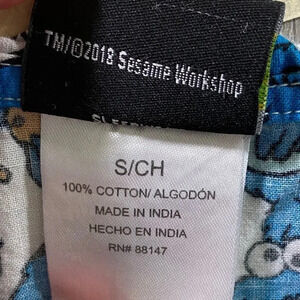 TM/©2018 Sesame Workshop
S/CH
100% COTTON/ ALGODÓN
MADE IN INDIA
HECHO EN INDIA
RN# 88147